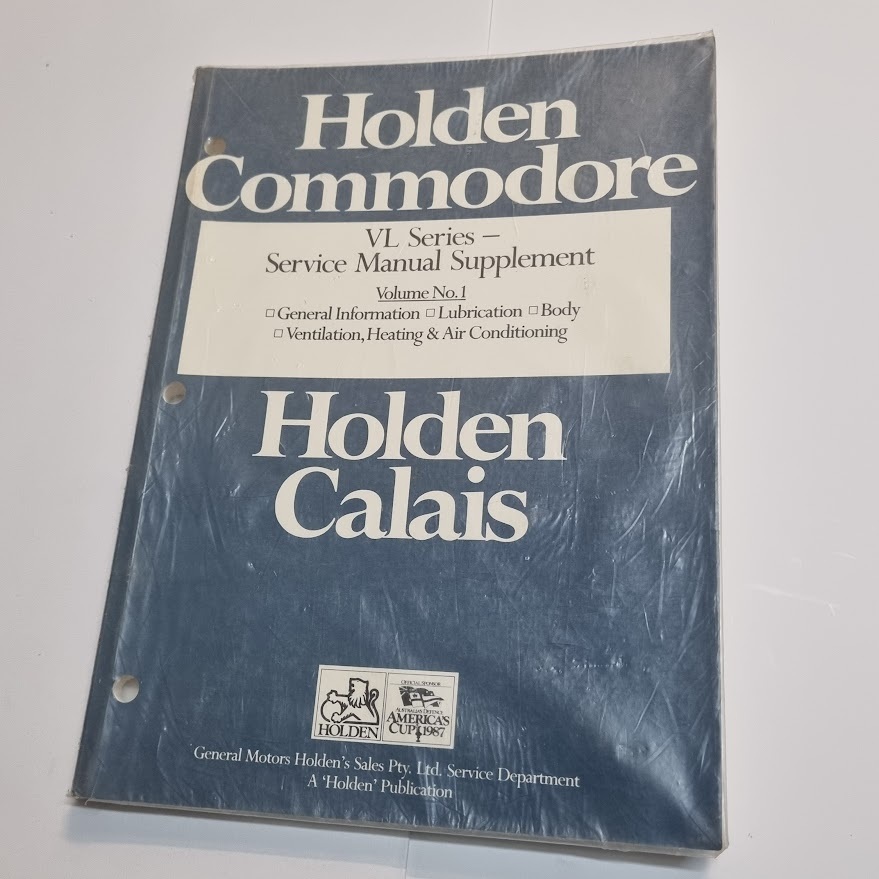 Holden
Commodore
VL Series –
Service Manual Supplement
Volume No.1
□ General Information □ Lubrication □ Body
□ Ventilation, Heating & Air Conditioning
Holden
Calais
HOLDEN
OFFICIAL SPONSOR
AUSTRALIA'S DEFENCE
AMERICA'S
CUP 1987
General Motors Holden's Sales Pty. Ltd. Service Department
A 'Holden' Publication